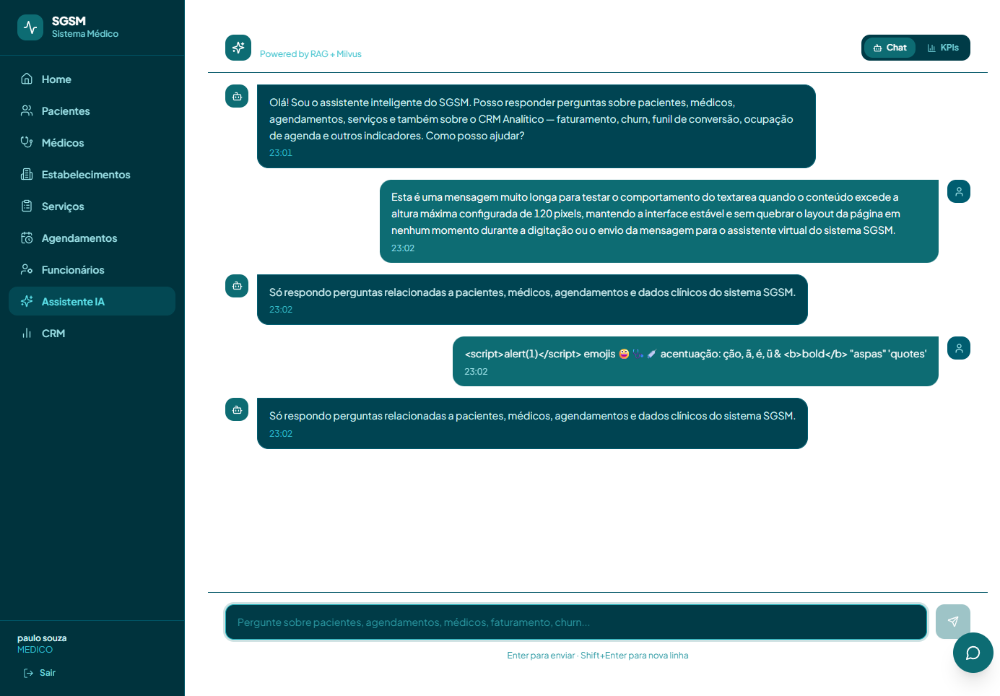 SGSM
Sistema Médico
Home
Pacientes
Médicos
Estabelecimentos
Serviços
Agendamentos
Funcionários
Assistente IA
CRM
paulo souza
MEDICO
Sair
Powered by RAG + Milvus
Chat
KPIs
Olá! Sou o assistente inteligente do SGSM. Posso responder perguntas sobre pacientes, médicos,
agendamentos, serviços e também sobre o CRM Analítico — faturamento, churn, funil de conversão, ocupação
de agenda e outros indicadores. Como posso ajudar?
23:01
Esta é uma mensagem muito longa para testar o comportamento do textarea quando o conteúdo excede a
altura máxima configurada de 120 pixels, mantendo a interface estável e sem quebrar o layout da página em
nenhum momento durante a digitação ou o envio da mensagem para o assistente virtual do sistema SGSM.
23:02
Só respondo perguntas relacionadas a pacientes, médicos, agendamentos e dados clínicos do sistema SGSM.
23:02
<script>alert(1)</script> emojis 😀 🩺 💉 acentuação: ção, ã, é, ü & <b>bold</b> "aspas" 'quotes'
23:02
Só respondo perguntas relacionadas a pacientes, médicos, agendamentos e dados clínicos do sistema SGSM.
23:02
Pergunte sobre pacientes, agendamentos, médicos, faturamento, churn...
Enter para enviar · Shift+Enter para nova linha